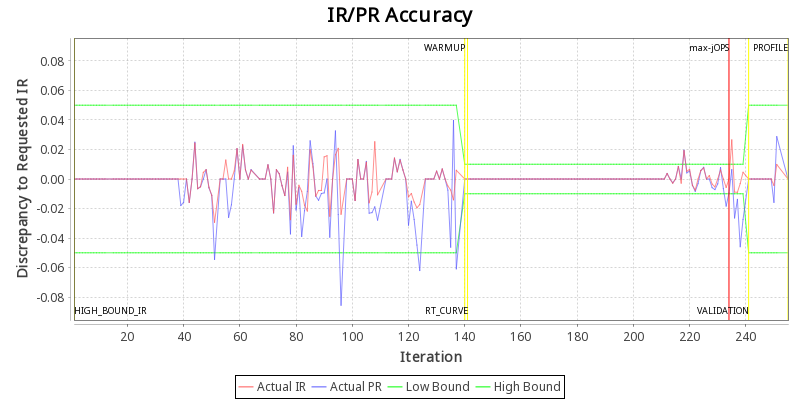 IR/PR Accuracy
Discrepancy to Requested IR
0.08
0.06
0.04
0.02
0.00
-0.02
-0.04
-0.06
-0.08
WARMUP
max-jOPS
PROFILE
HIGH_BOUND_IR
RT_CURVE
VALIDATION
20 40 60 80 100 120 140 160 180 200 220 240
Iteration
Actual IR Actual PR Low Bound High Bound